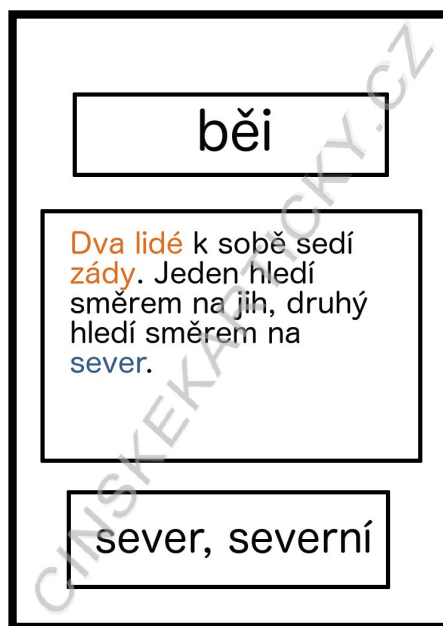 běi
Dva lidé k sobě sedí
zády. Jeden hledí
směrem na jih, druhý
hledí směrem na
sever.
sever, severní
CINSKEKARTICKY.CZ